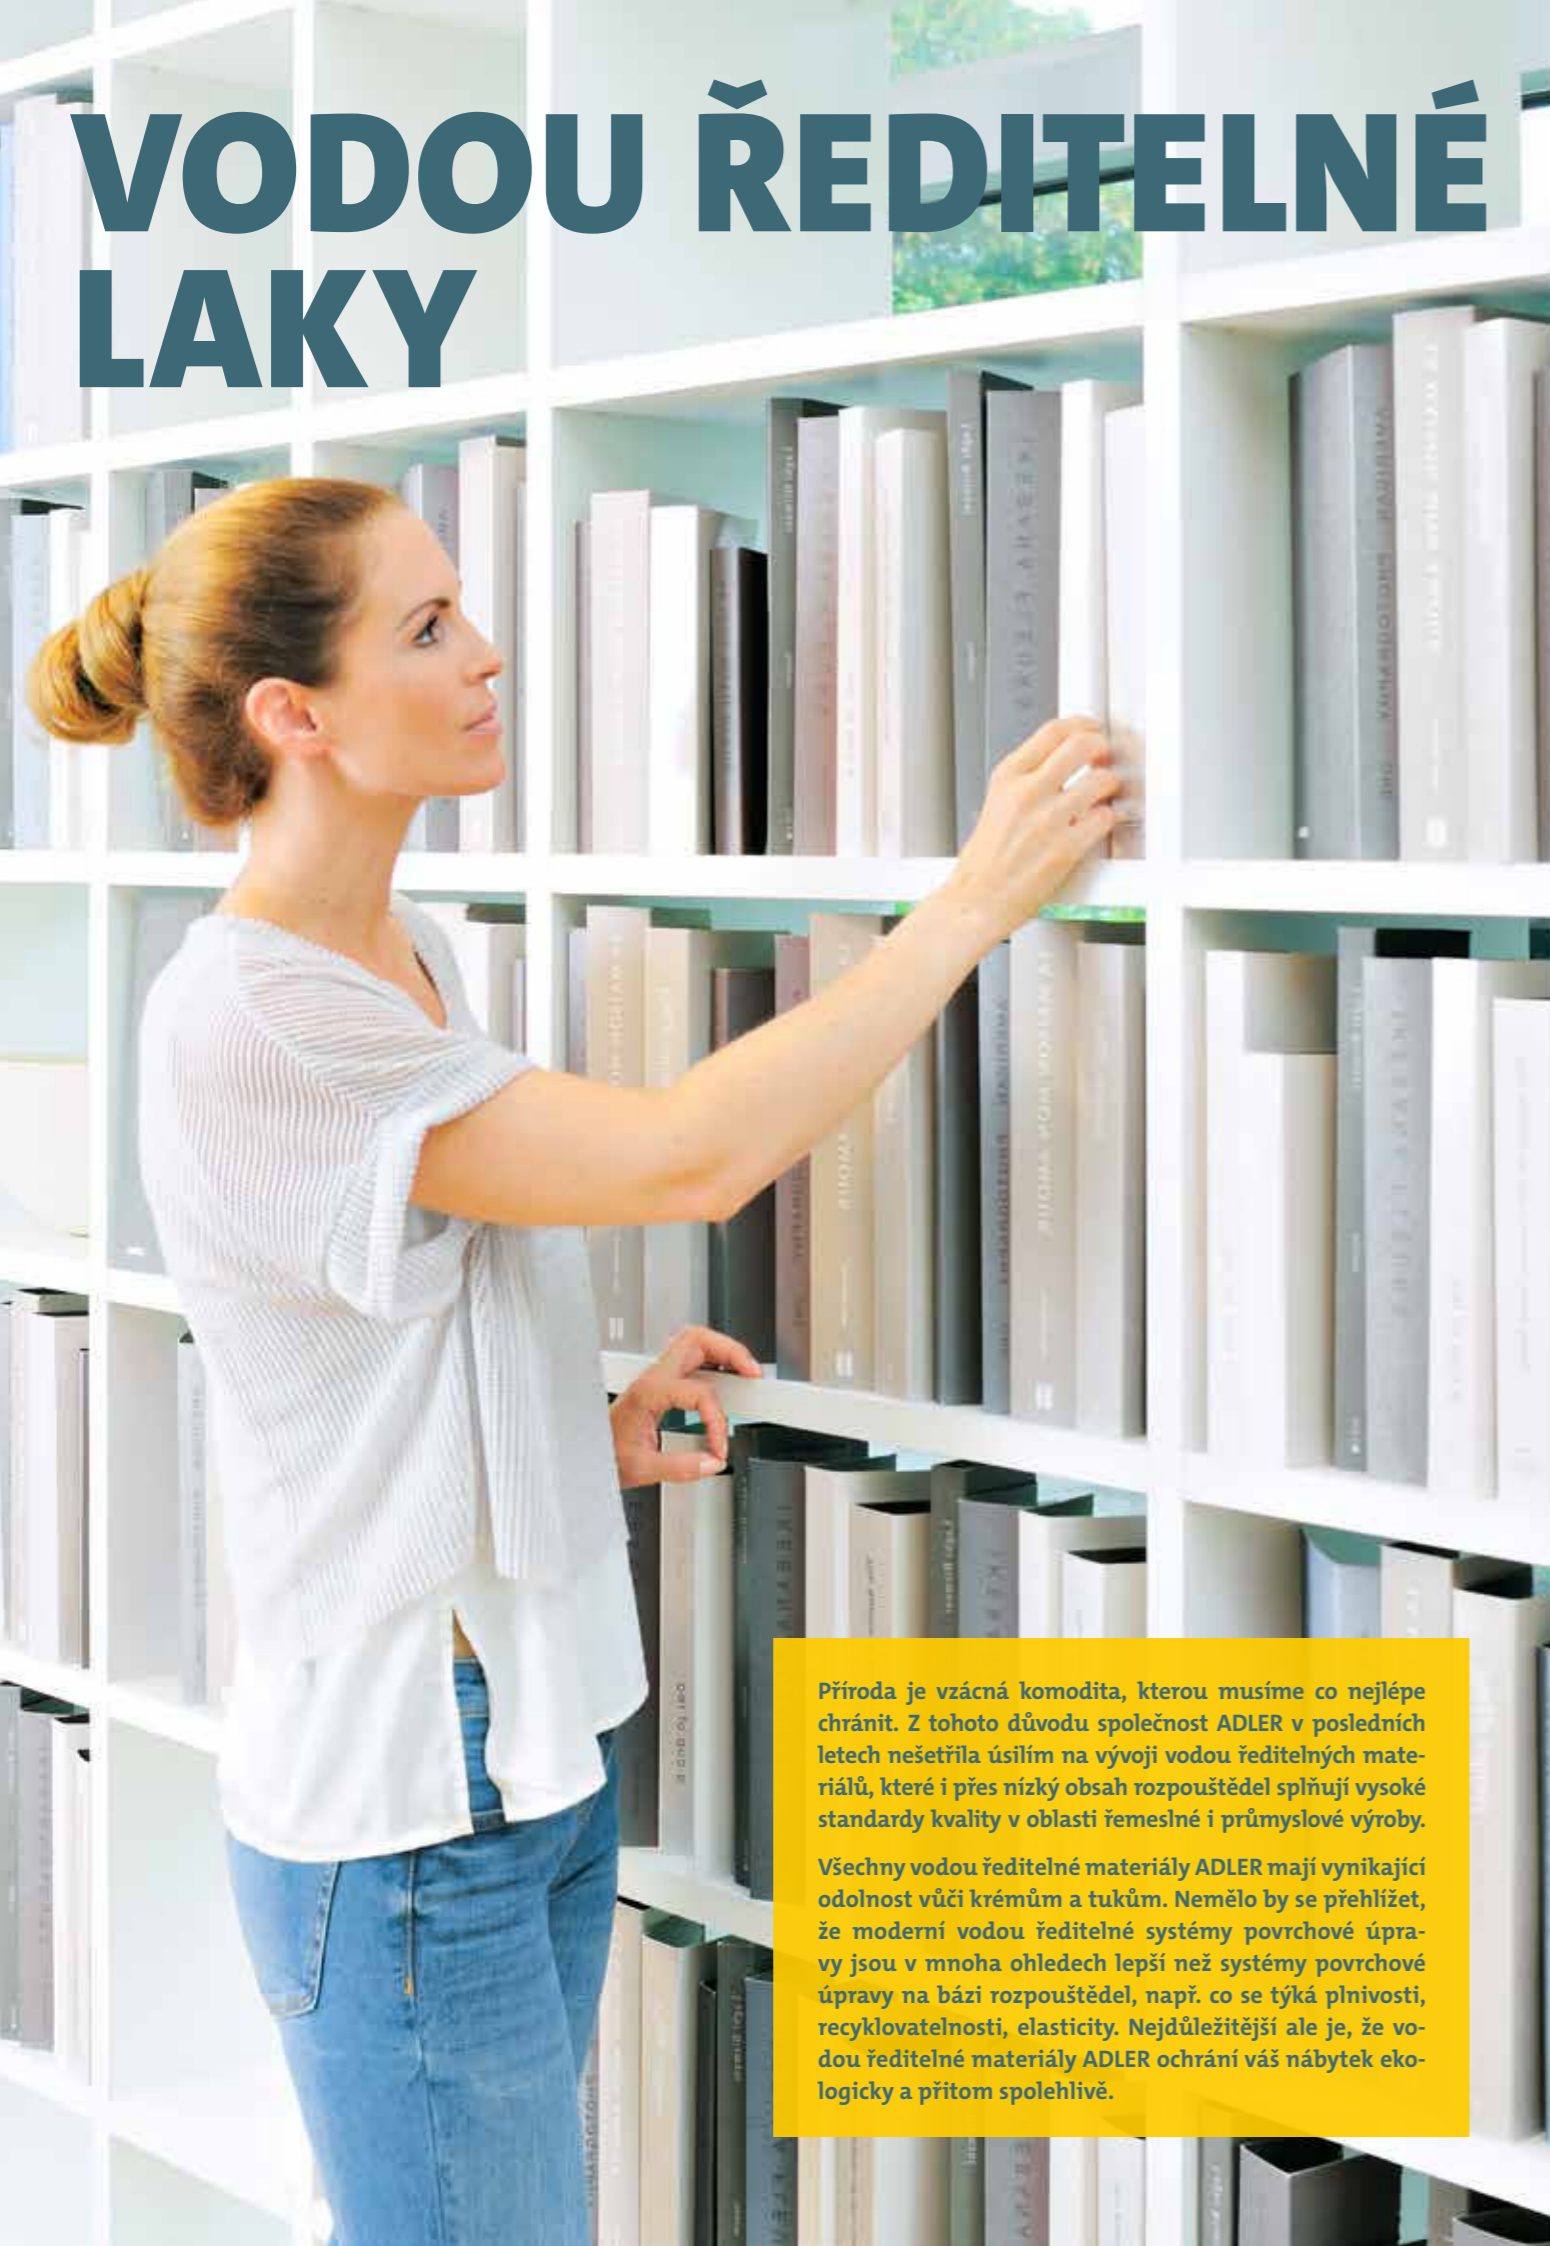 VODOU ŘEDITELNÉ
LAKY
Příroda je vzácná komodita, kterou musíme co nejlépe
chránit. Z tohoto důvodu společnost ADLER v posledních
letech nešetřila úsilím na vývoji vodou ředitelných mate-
riálů, které i přes nízký obsah rozpouštědel splňují vysoké
standardy kvality v oblasti řemeslné i průmyslové výroby.
Všechny vodou ředitelné materiály ADLER mají vynikající
odolnost vůči krémům a tukům. Nemělo by se přehlížet,
že moderní vodou ředitelné systémy povrchové úpra-
vy jsou v mnoha ohledech lepší než systémy povrchové
úpravy na bázi rozpouštědel, např. co se týká plnivosti,
recyklovatelnosti, elasticity. Nejdůležitější ale je, že vo-
dou ředitelné materiály ADLER ochrání váš nábytek eko-
logicky a přitom spolehlivě.